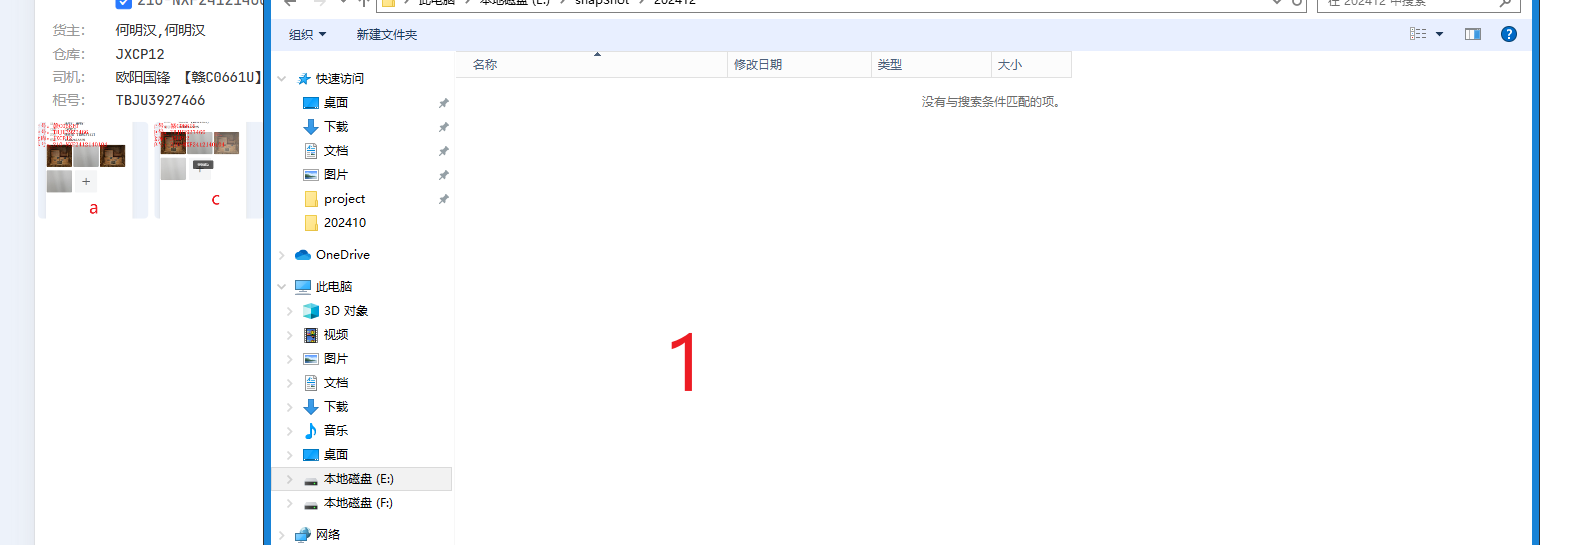 此电脑 > 本地磁盘 (E:) > snapShot > 202412
在 202412 中搜索
组织 新建文件夹
货主: 何明汉,何明汉
仓库: JXCP12
司机: 欧阳国锋 【赣C0661U】
柜号: TBJU3927466
a
c
名称 修改日期 类型 大小
没有与搜索条件匹配的项。
快速访问
桌面
下载
文档
图片
project
202410
OneDrive
此电脑
3D 对象
视频
图片
文档
下载
音乐
桌面
本地磁盘 (E:)
本地磁盘 (F:)
网络
1